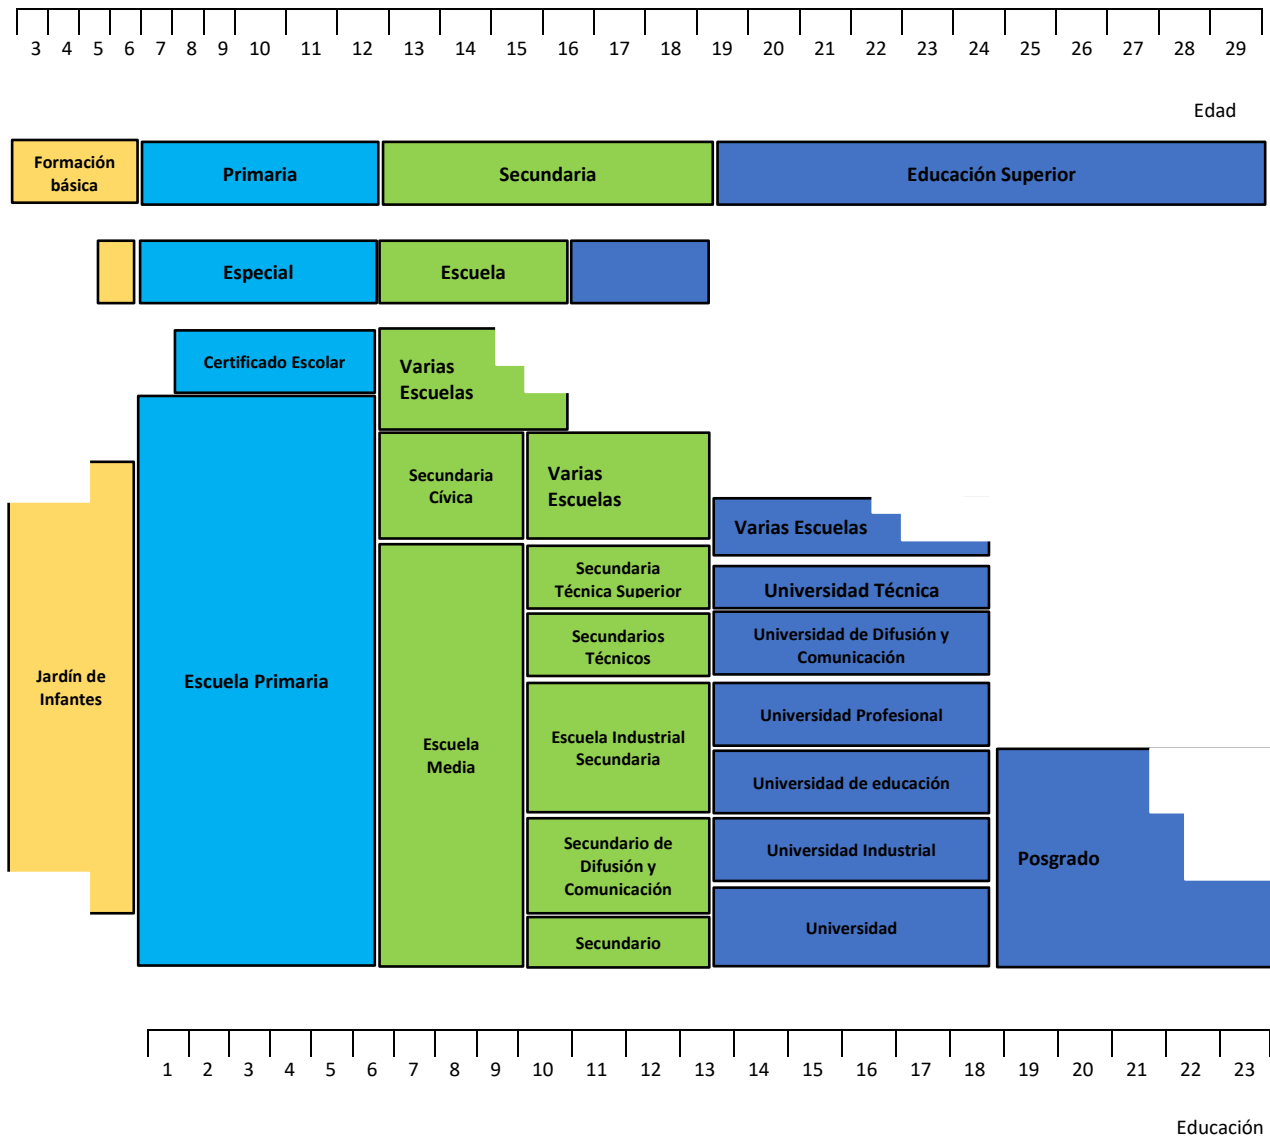 3 4 5 6 7 8 9 10 11 12 13 14 15 16 17 18 19 20 21 22 23 24 25 26 27 28 29
Edad
Formación
básica
Primaria
Secundaria
Educación Superior
Especial
Escuela
Certificado Escolar
Varias
Escuelas
Secundaria
Cívica
Varias
Escuelas
Varias Escuelas
Secundaria
Técnica Superior
Universidad Técnica
Secundarios
Técnicos
Universidad de Difusión y
Comunicación
Jardín de
Infantes
Escuela Primaria
Escuela
Media
Escuela Industrial
Secundaria
Universidad Profesional
Universidad de educación
Secundario de
Difusión y
Comunicación
Universidad Industrial
Posgrado
Secundario
Universidad
1 2 3 4 5 6 7 8 9 10 11 12 13 14 15 16 17 18 19 20 21 22 23
Educación